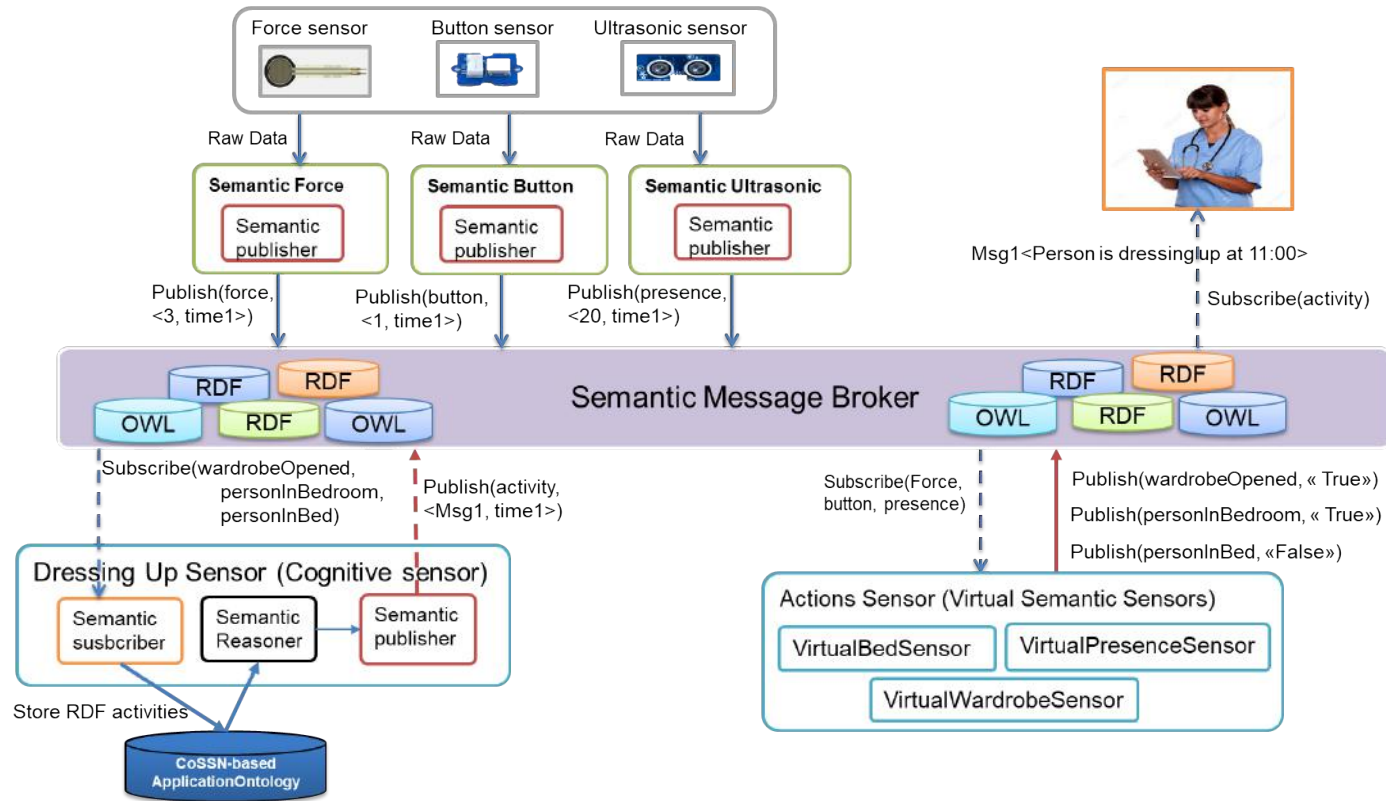 Force sensor
Button sensor
Ultrasonic sensor
Raw Data
Raw Data
Raw Data
Semantic Force
Semantic
publisher
Semantic Button
Semantic
publisher
Semantic Ultrasonic
Semantic
publisher
Msg1<Person is dressing up at 11:00>
Subscribe(activity)
Publish(force,
<3, time1>)
Publish(button,
<1, time1>)
Publish(presence,
<20, time1>)
RDF
RDF
OWL
RDF
OWL
Semantic Message Broker
RDF
RDF
OWL
RDF
OWL
Subscribe(wardrobeOpened,
personInBedroom,
personInBed)
Publish(activity,
<Msg1, time1>)
Subscribe(Force,
button, presence)
Publish(wardrobeOpened, « True»)
Publish(personInBedroom, « True»)
Publish(personInBed, «False»)
Dressing Up Sensor (Cognitive sensor)
Semantic
susbcriber
Semantic
Reasoner
Semantic
publisher
Store RDF activities
CoSSN-based
ApplicationOntology
Actions Sensor (Virtual Semantic Sensors)
VirtualBedSensor
VirtualPresenceSensor
VirtualWardrobeSensor